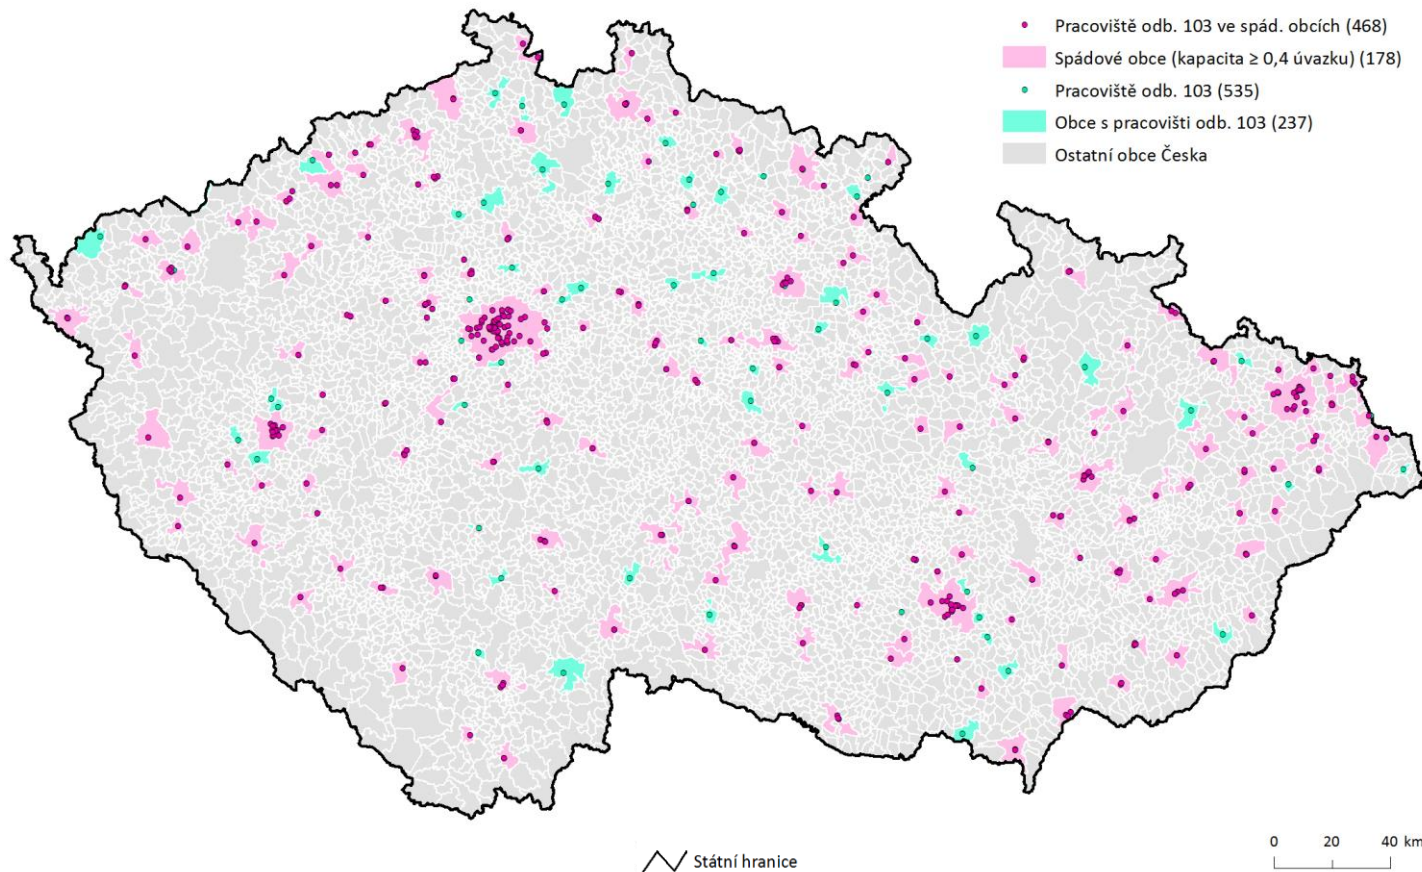 Pracoviště odb. 103 ve spád. obcích (468)
Spádové obce (kapacita ≥ 0,4 úvazku) (178)
Pracoviště odb. 103 (535)
Obce s pracovišti odb. 103 (237)
Ostatní obce Česka
Státní hranice
0 20 40 km